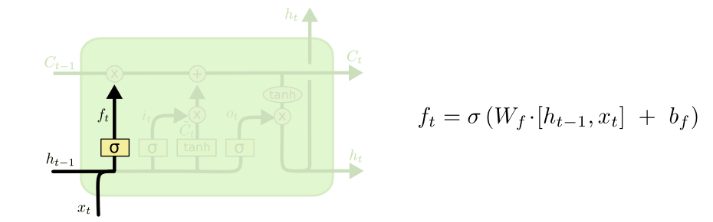 h_t
C_{t-1}
C_t
x
+
tanh
f_t
i_t
C̃_t
x
o_t
x
σ
σ
tanh
σ
h_{t-1}
h_t
x_t
f_t = σ (W_f · [h_{t-1}, x_t] + b_f)